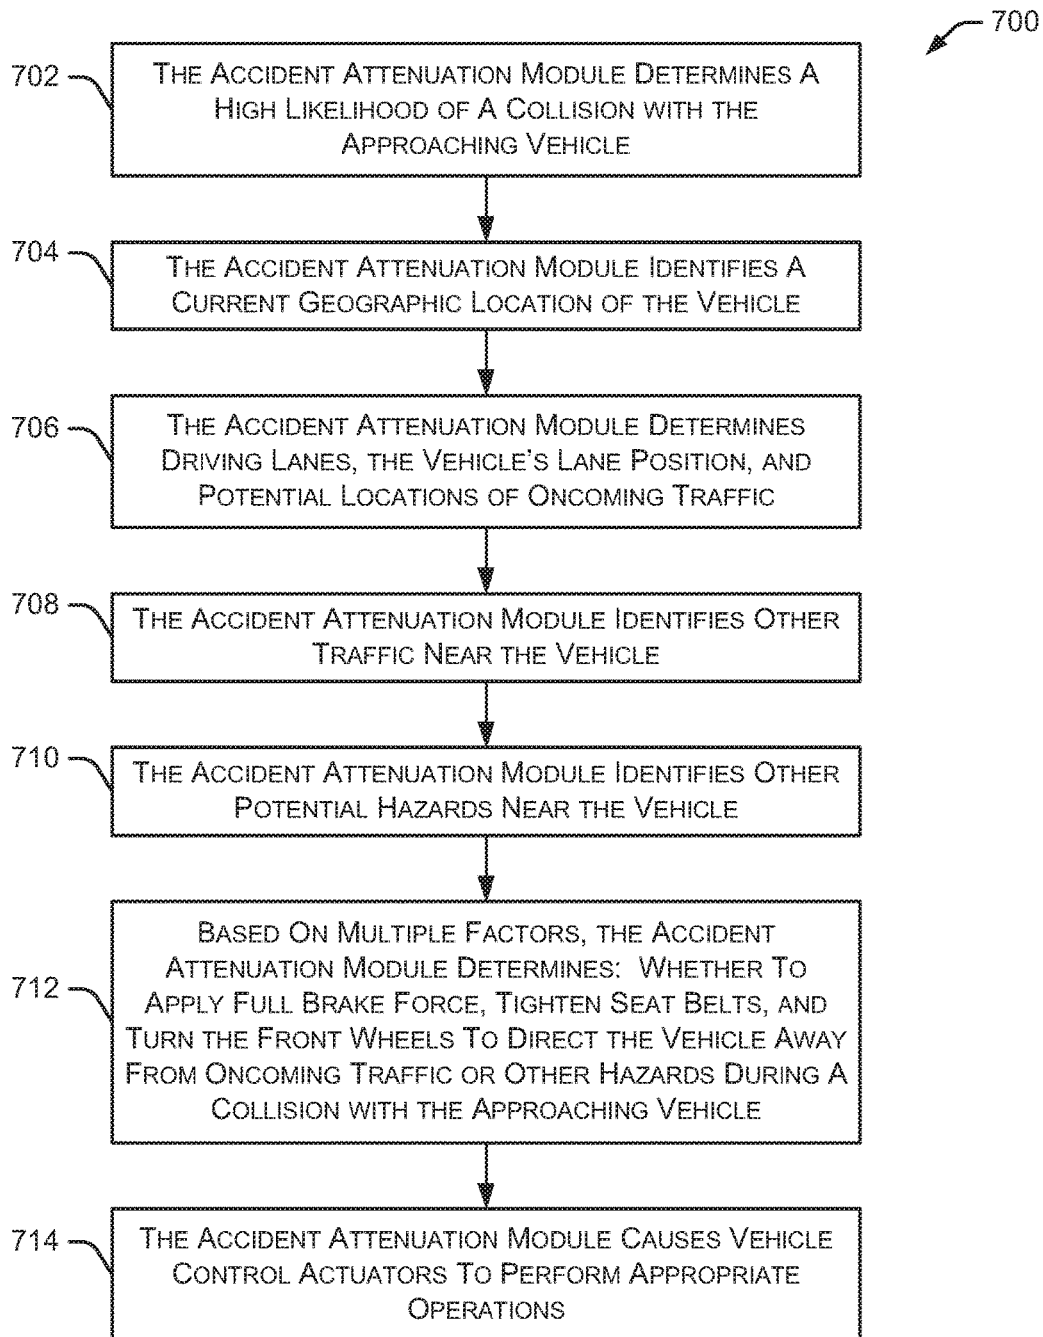 700
702
THE ACCIDENT ATTENUATION MODULE DETERMINES A
HIGH LIKELIHOOD OF A COLLISION WITH THE
APPROACHING VEHICLE
704
THE ACCIDENT ATTENUATION MODULE IDENTIFIES A
CURRENT GEOGRAPHIC LOCATION OF THE VEHICLE
706
THE ACCIDENT ATTENUATION MODULE DETERMINES
DRIVING LANES, THE VEHICLE'S LANE POSITION, AND
POTENTIAL LOCATIONS OF ONCOMING TRAFFIC
708
THE ACCIDENT ATTENUATION MODULE IDENTIFIES OTHER
TRAFFIC NEAR THE VEHICLE
710
THE ACCIDENT ATTENUATION MODULE IDENTIFIES OTHER
POTENTIAL HAZARDS NEAR THE VEHICLE
712
BASED ON MULTIPLE FACTORS, THE ACCIDENT
ATTENUATION MODULE DETERMINES: WHETHER TO
APPLY FULL BRAKE FORCE, TIGHTEN SEAT BELTS, AND
TURN THE FRONT WHEELS TO DIRECT THE VEHICLE AWAY
FROM ONCOMING TRAFFIC OR OTHER HAZARDS DURING A
COLLISION WITH THE APPROACHING VEHICLE
714
THE ACCIDENT ATTENUATION MODULE CAUSES VEHICLE
CONTROL ACTUATORS TO PERFORM APPROPRIATE
OPERATIONS